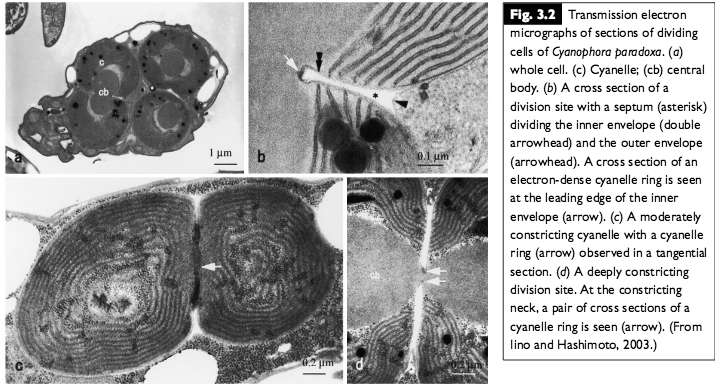 c
cb
a
1 µm
b
*
0.1 µm
c
0.2 µm
cb
d
0.2 µm
Fig. 3.2 Transmission electron
micrographs of sections of dividing
cells of Cyanophora paradoxa. (a)
whole cell. (c) Cyanelle; (cb) central
body. (b) A cross section of a
division site with a septum (asterisk)
dividing the inner envelope (double
arrowhead) and the outer envelope
(arrowhead). A cross section of an
electron-dense cyanelle ring is seen
at the leading edge of the inner
envelope (arrow). (c) A moderately
constricting cyanelle with a cyanelle
ring (arrow) observed in a tangential
section. (d) A deeply constricting
division site. At the constricting
neck, a pair of cross sections of a
cyanelle ring is seen (arrow). (From
Iino and Hashimoto, 2003.)